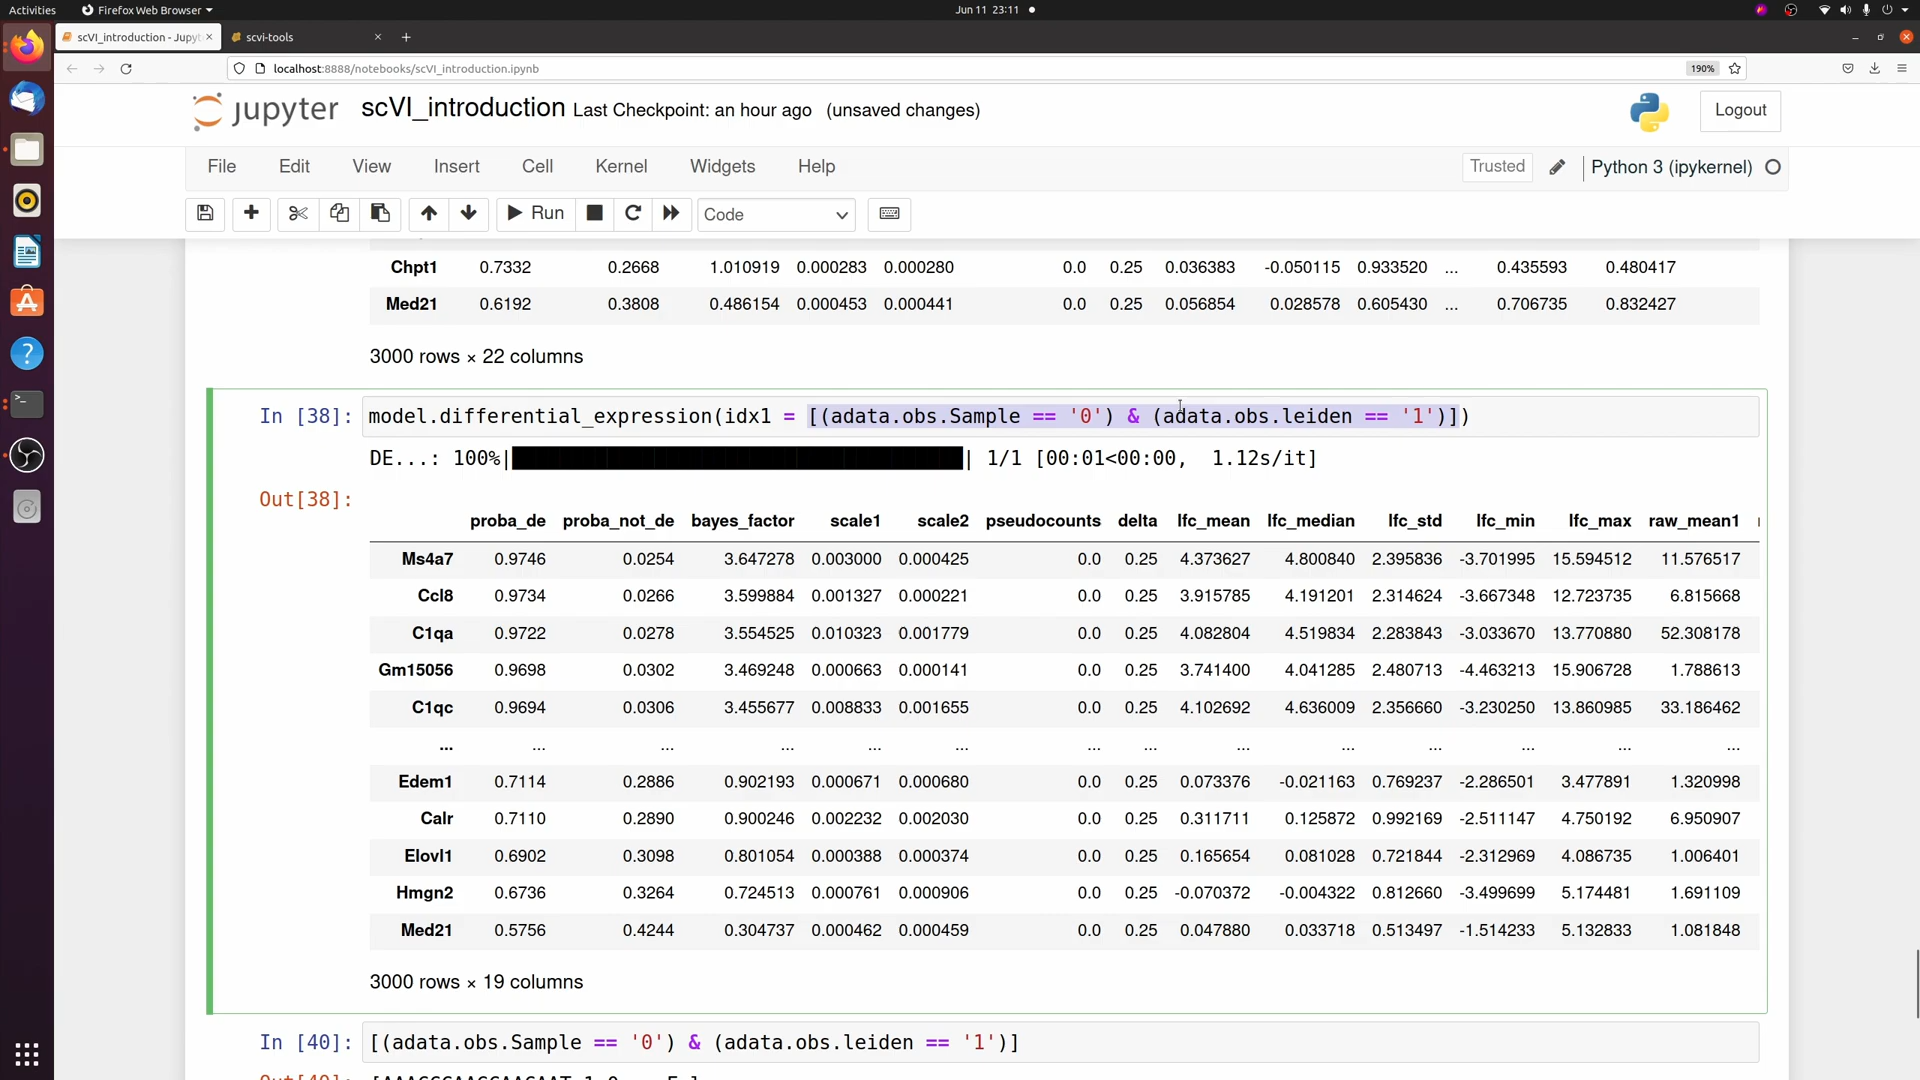 Activities Firefox Web Browser Jun 11 23:11
scVI_introduction - Jupyt scvi-tools
localhost:8888/notebooks/scVI_introduction.ipynb 190%
jupyter scVI_introduction Last Checkpoint: an hour ago (unsaved changes) Logout
File Edit View Insert Cell Kernel Widgets Help Trusted Python 3 (ipykernel)
Run Code
Chpt1 0.7332 0.2668 1.010919 0.000283 0.000280 0.0 0.25 0.036383 -0.050115 0.933520 ... 0.435593 0.480417
Med21 0.6192 0.3808 0.486154 0.000453 0.000441 0.0 0.25 0.056854 0.028578 0.605430 ... 0.706735 0.832427
3000 rows × 22 columns
In [38]: model.differential_expression(idx1 = [(adata.obs.Sample == '0') & (adata.obs.leiden == '1')])
DE...: 100%| | 1/1 [00:01<00:00, 1.12s/it]
Out[38]:
proba_de proba_not_de bayes_factor scale1 scale2 pseudocounts delta lfc_mean lfc_median lfc_std lfc_min lfc_max raw_mean1
Ms4a7 0.9746 0.0254 3.647278 0.003000 0.000425 0.0 0.25 4.373627 4.800840 2.395836 -3.701995 15.594512 11.576517
Ccl8 0.9734 0.0266 3.599884 0.001327 0.000221 0.0 0.25 3.915785 4.191201 2.314624 -3.667348 12.723735 6.815668
C1qa 0.9722 0.0278 3.554525 0.010323 0.001779 0.0 0.25 4.082804 4.519834 2.283843 -3.033670 13.770880 52.308178
Gm15056 0.9698 0.0302 3.469248 0.000663 0.000141 0.0 0.25 3.741400 4.041285 2.480713 -4.463213 15.906728 1.788613
C1qc 0.9694 0.0306 3.455677 0.008833 0.001655 0.0 0.25 4.102692 4.636009 2.356660 -3.230250 13.860985 33.186462
... ... ... ... ... ... ... ... ... ... ... ... ... ...
Edem1 0.7114 0.2886 0.902193 0.000671 0.000680 0.0 0.25 0.073376 -0.021163 0.769237 -2.286501 3.477891 1.320998
Calr 0.7110 0.2890 0.900246 0.002232 0.002030 0.0 0.25 0.311711 0.125872 0.992169 -2.511147 4.750192 6.950907
Elovl1 0.6902 0.3098 0.801054 0.000388 0.000374 0.0 0.25 0.165654 0.081028 0.721844 -2.312969 4.086735 1.006401
Hmgn2 0.6736 0.3264 0.724513 0.000761 0.000906 0.0 0.25 -0.070372 -0.004322 0.812660 -3.499699 5.174481 1.691109
Med21 0.5756 0.4244 0.304737 0.000462 0.000459 0.0 0.25 0.047880 0.033718 0.513497 -1.514233 5.132833 1.081848
3000 rows × 19 columns
In [40]: [(adata.obs.Sample == '0') & (adata.obs.leiden == '1')]